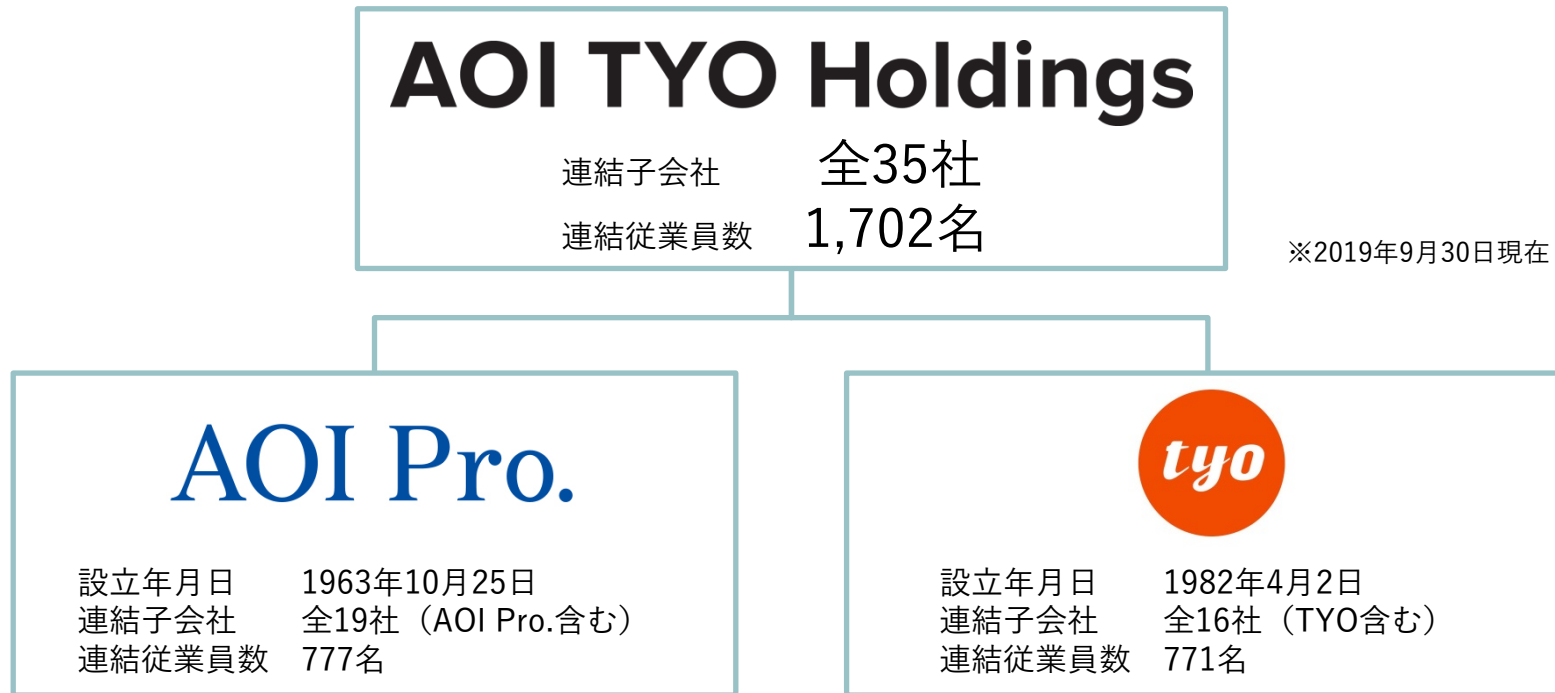 AOI TYO Holdings
連結子会社 全35社
連結従業員数 1,702名
※2019年9月30日現在
AOI Pro.
設立年月日 1963年10月25日
連結子会社 全19社（AOI Pro.含む）
連結従業員数 777名
tyo
設立年月日 1982年4月2日
連結子会社 全16社（TYO含む）
連結従業員数 771名